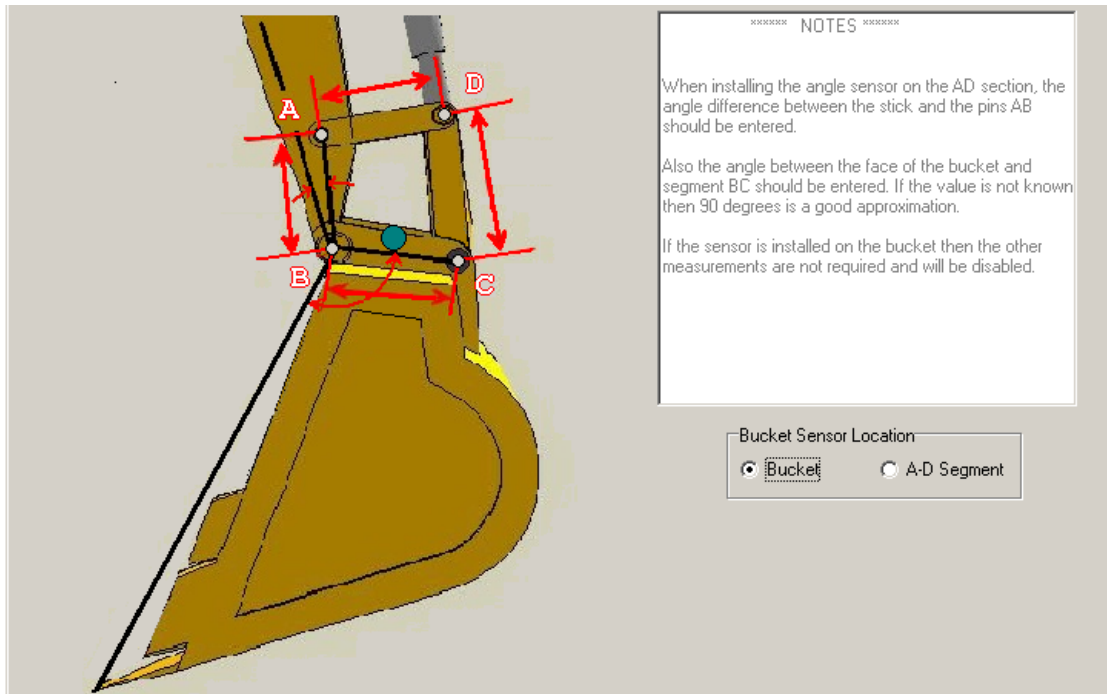 ****** NOTES ******
When installing the angle sensor on the AD section, the
angle difference between the stick and the pins AB
should be entered.
Also the angle between the face of the bucket and
segment BC should be entered. If the value is not known
then 90 degrees is a good approximation.
If the sensor is installed on the bucket then the other
measurements are not required and will be disabled.
A
D
B
C
Bucket Sensor Location
Bucket
A-D Segment